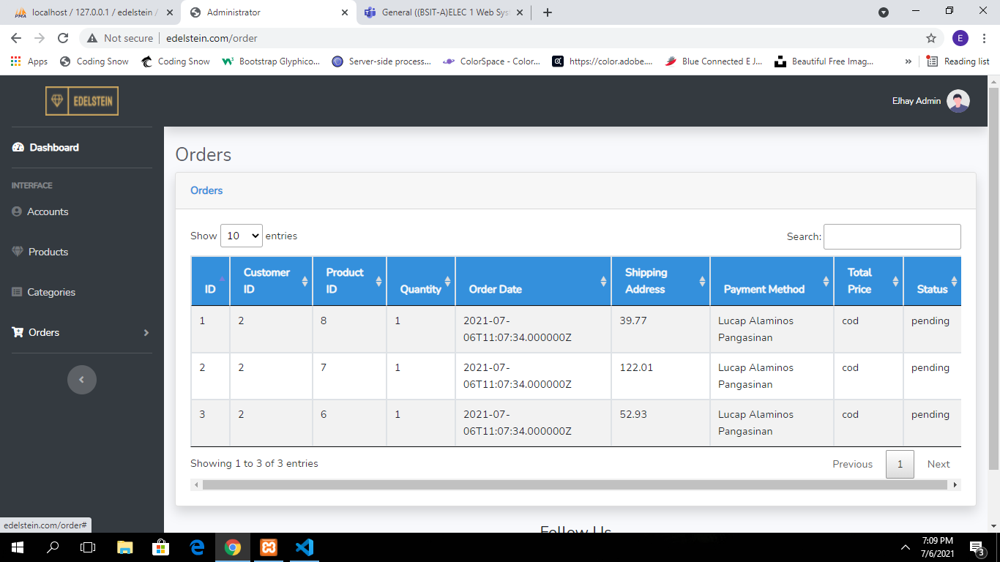 localhost / 127.0.0.1 / edelstein /
Administrator
General ((BSIT-A)ELEC 1 Web Sys
Not secure
edelstein.com/order
E
Apps
Coding Snow
Coding Snow
Bootstrap Glyphico...
Server-side process...
ColorSpace - Color...
https://color.adobe....
Blue Connected E J...
Beautiful Free Imag...
»
Reading list
EDELSTEIN
Elhay Admin
Dashboard
INTERFACE
Accounts
Products
Categories
Orders
Orders
Orders
Show 10 entries
Search:
ID Customer ID Product ID Quantity Order Date Shipping Address Payment Method Total Price Status
1 2 8 1 2021-07-06T11:07:34.000000Z 39.77 Lucap Alaminos Pangasinan cod pending
2 2 7 1 2021-07-06T11:07:34.000000Z 122.01 Lucap Alaminos Pangasinan cod pending
3 2 6 1 2021-07-06T11:07:34.000000Z 52.93 Lucap Alaminos Pangasinan cod pending
Showing 1 to 3 of 3 entries
Previous 1 Next
Follow Us
edelstein.com/order#
7:09 PM
7/6/2021
3